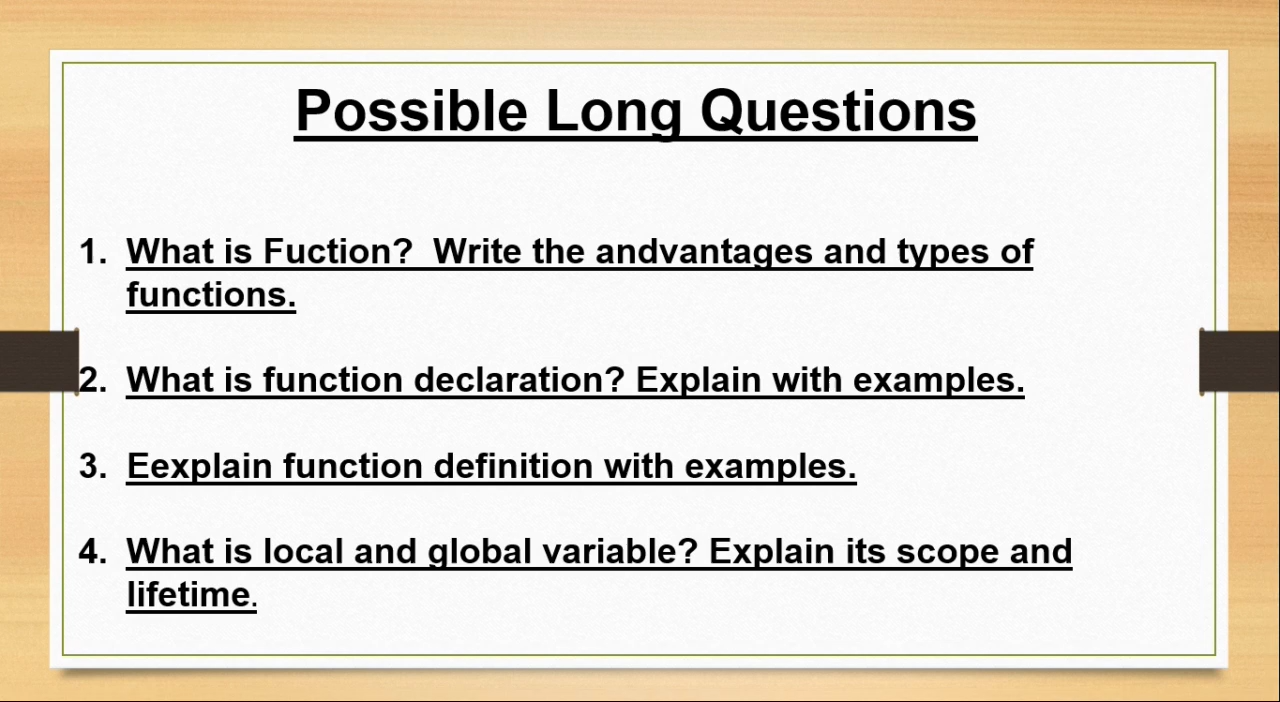 Possible Long Questions
1. What is Fuction?  Write the andvantages and types of
functions.
2. What is function declaration? Explain with examples.
3. Eexplain function definition with examples.
4. What is local and global variable? Explain its scope and
lifetime.